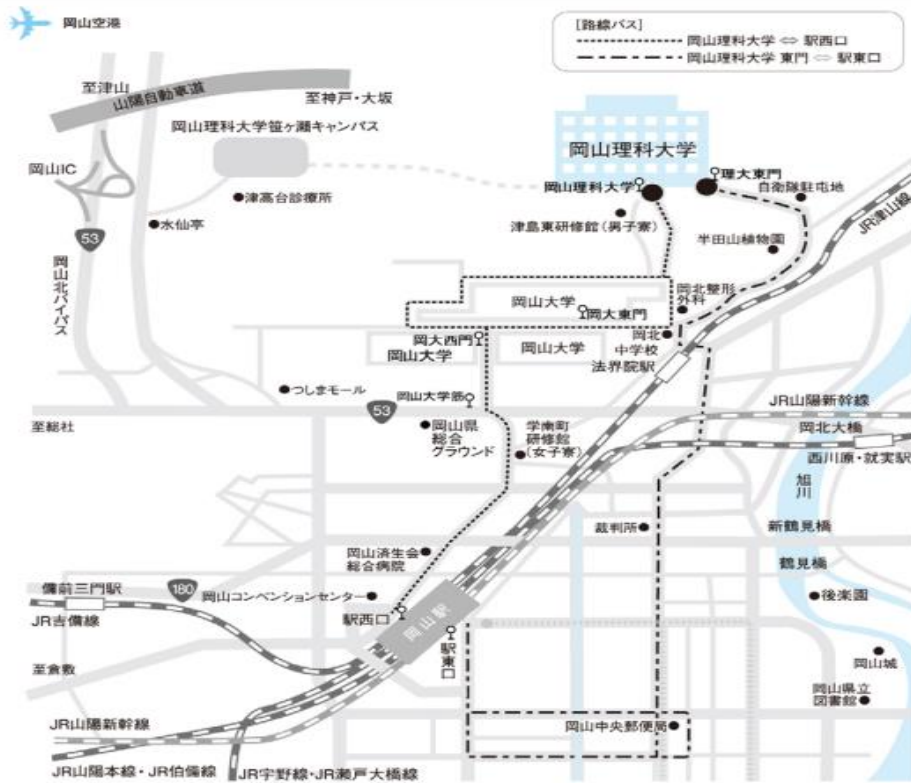 岡山空港
[路線バス]
岡山理科大学 ⇔ 駅西口
岡山理科大学 東門 ⇔ 駅東口
至津山
山陽自動車道
至神戸・大坂
岡山理科大学笹ヶ瀬キャンパス
岡山IC
津高台診療所
水仙亭
53
岡山北バイパス
岡山理科大学
岡山理科大学
理大東門
自衛隊駐屯地
JR津山線
津島東研修館(男子寮)
半田山植物園
岡山大学
岡大東門
岡北整形
外科
岡大西門
岡山大学
岡山大学
岡北
中学校
法界院駅
つしまモール
岡山大学筋
53
至総社
岡山県
総合
グラウンド
学南町
研修館
(女子寮)
JR山陽新幹線
岡北大橋
西川原・就実駅
旭川
裁判所
新鶴見橋
鶴見橋
岡山済生会
総合病院
180
備前三門駅
岡山コンベンションセンター
JR吉備線
駅西口
岡山駅
駅東口
後楽園
至倉敷
岡山城
岡山県立
図書館
岡山中央郵便局
JR山陽新幹線
JR山陽本線・JR伯備線
JR宇野線・JR瀬戸大橋線